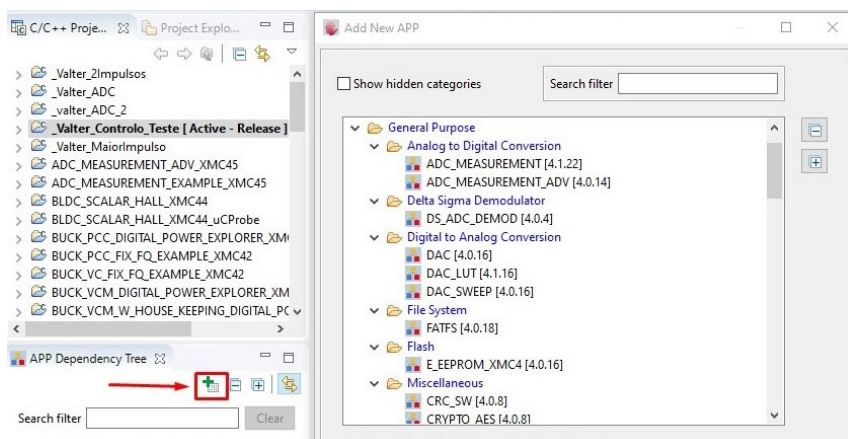 C/C++ Proje...
Project Explo...
_Valter_2Impulsos
_Valter_ADC
_valter_ADC_2
_Valter_Controlo_Teste [ Active - Release ]
_Valter_MaiorImpulso
ADC_MEASUREMENT_ADV_XMC45
ADC_MEASUREMENT_EXAMPLE_XMC45
BLDC_SCALAR_HALL_XMC44
BLDC_SCALAR_HALL_XMC44_uCProbe
BUCK_PCC_DIGITAL_POWER_EXPLORER_XM
BUCK_PCC_FIX_FQ_EXAMPLE_XMC42
BUCK_VC_FIX_FQ_EXAMPLE_XMC42
BUCK_VCM_DIGITAL_POWER_EXPLORER_XM
BUCK_VCM_W_HOUSE_KEEPING_DIGITAL_PC
APP Dependency Tree
Search filter
Clear
Add New APP
Show hidden categories
Search filter
General Purpose
Analog to Digital Conversion
ADC_MEASUREMENT [4.1.22]
ADC_MEASUREMENT_ADV [4.0.14]
Delta Sigma Demodulator
DS_ADC_DEMOD [4.0.4]
Digital to Analog Conversion
DAC [4.0.16]
DAC_LUT [4.1.16]
DAC_SWEEP [4.0.16]
File System
FATFS [4.0.18]
Flash
E_EEPROM_XMC4 [4.0.16]
Miscellaneous
CRC_SW [4.0.8]
CRYPTO_AES [4.0.8]